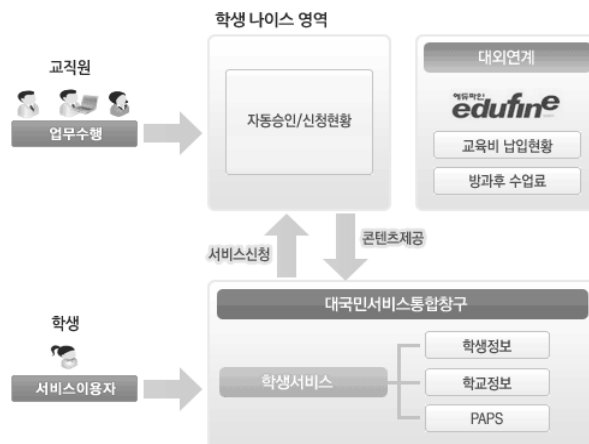 학생 나이스 영역
교직원
업무수행
자동승인/신청현황
대외연계
에듀파인
edufine
교육비 납입현황
방과후 수업료
서비스신청
콘텐츠제공
대국민서비스통합창구
학생
서비스이용자
학생서비스
학생정보
학교정보
PAPS